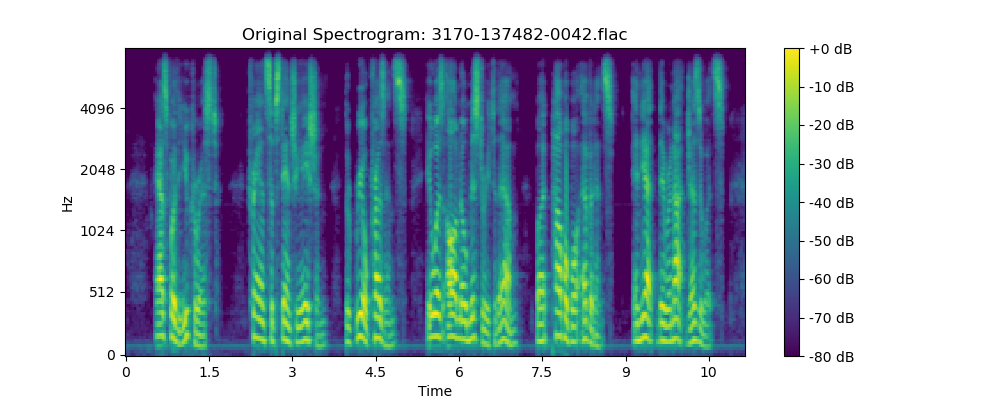 Original Spectrogram: 3170-137482-0042.flac
+0 dB
-10 dB
-20 dB
-30 dB
-40 dB
-50 dB
-60 dB
-70 dB
-80 dB
4096
2048
1024
512
0
Hz
0 1.5 3 4.5 6 7.5 9 10
Time